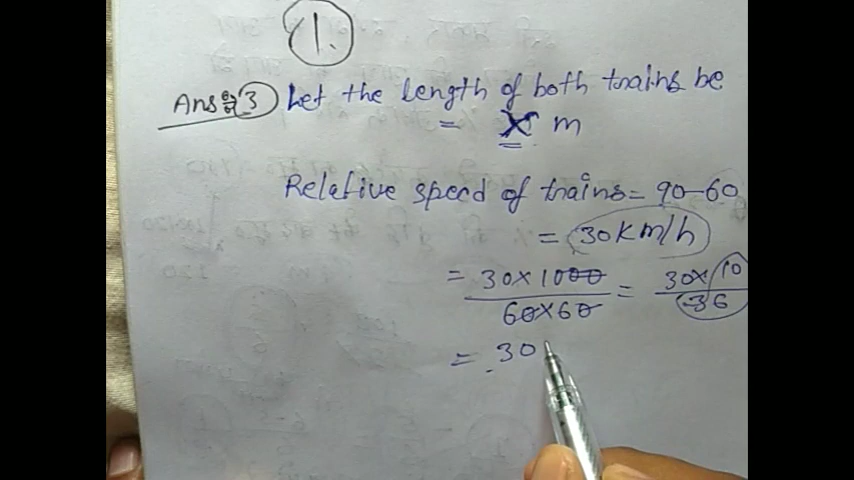 1.
Ans 3 Let the length of both trains be
= X m
Relative speed of trains = 90-60
= 30 km/h
= 30 × 1000 / 60 × 60 = 30 × 10 / 36
= 30